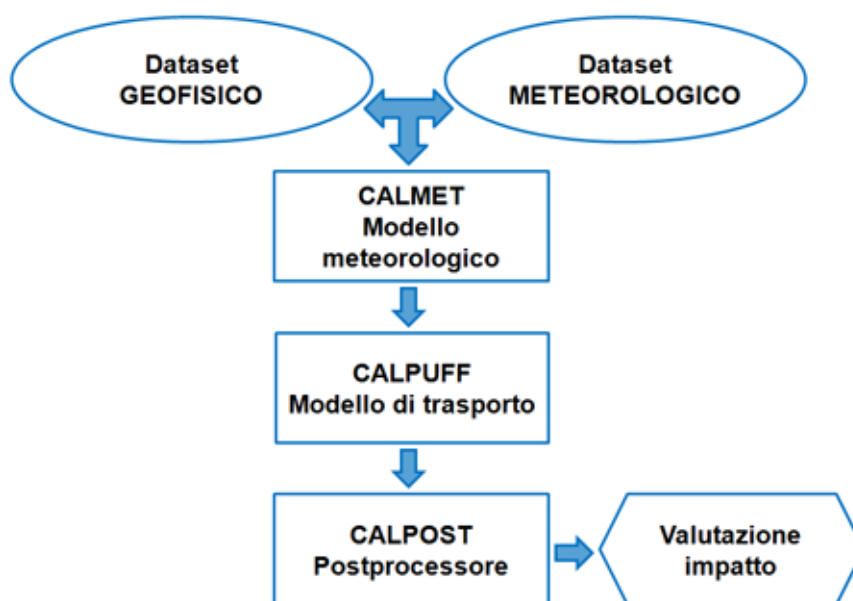 Dataset
GEOFISICO
Dataset
METEOROLOGICO
CALMET
Modello
meteorologico
CALPUFF
Modello di trasporto
CALPOST
Postprocessore
Valutazione
impatto